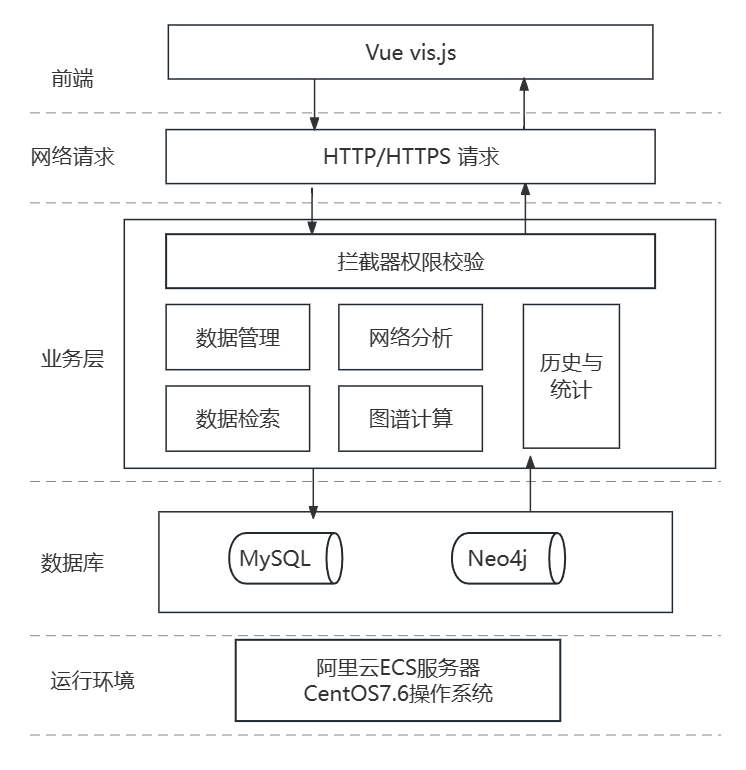 Vue vis.js
前端
网络请求
HTTP/HTTPS 请求
拦截器权限校验
业务层
数据管理
网络分析
历史与
统计
数据检索
图谱计算
数据库
MySQL
Neo4j
运行环境
阿里云ECS服务器
CentOS7.6操作系统